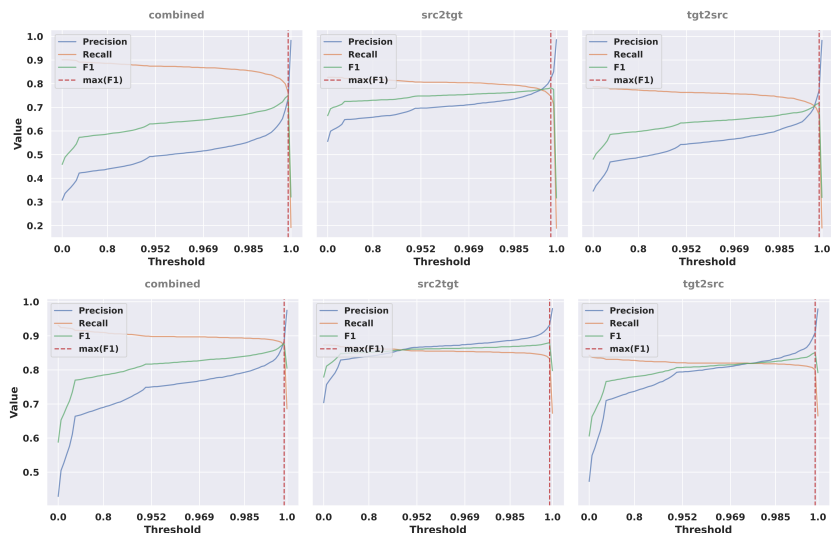 combined
src2tgt
tgt2src
1.0
0.9
0.8
0.7
0.6
0.5
0.4
0.3
0.2
Value
Precision
Recall
F1
max(F1)
Precision
Recall
F1
max(F1)
Precision
Recall
F1
max(F1)
0.0 0.8 0.952 0.969 0.985 1.0
0.0 0.8 0.952 0.969 0.985 1.0
0.0 0.8 0.952 0.969 0.985 1.0
Threshold
Threshold
Threshold
combined
src2tgt
tgt2src
1.0
0.9
0.8
0.7
0.6
0.5
Value
Precision
Recall
F1
max(F1)
Precision
Recall
F1
max(F1)
Precision
Recall
F1
max(F1)
0.0 0.8 0.952 0.969 0.985 1.0
0.0 0.8 0.952 0.969 0.985 1.0
0.0 0.8 0.952 0.969 0.985 1.0
Threshold
Threshold
Threshold